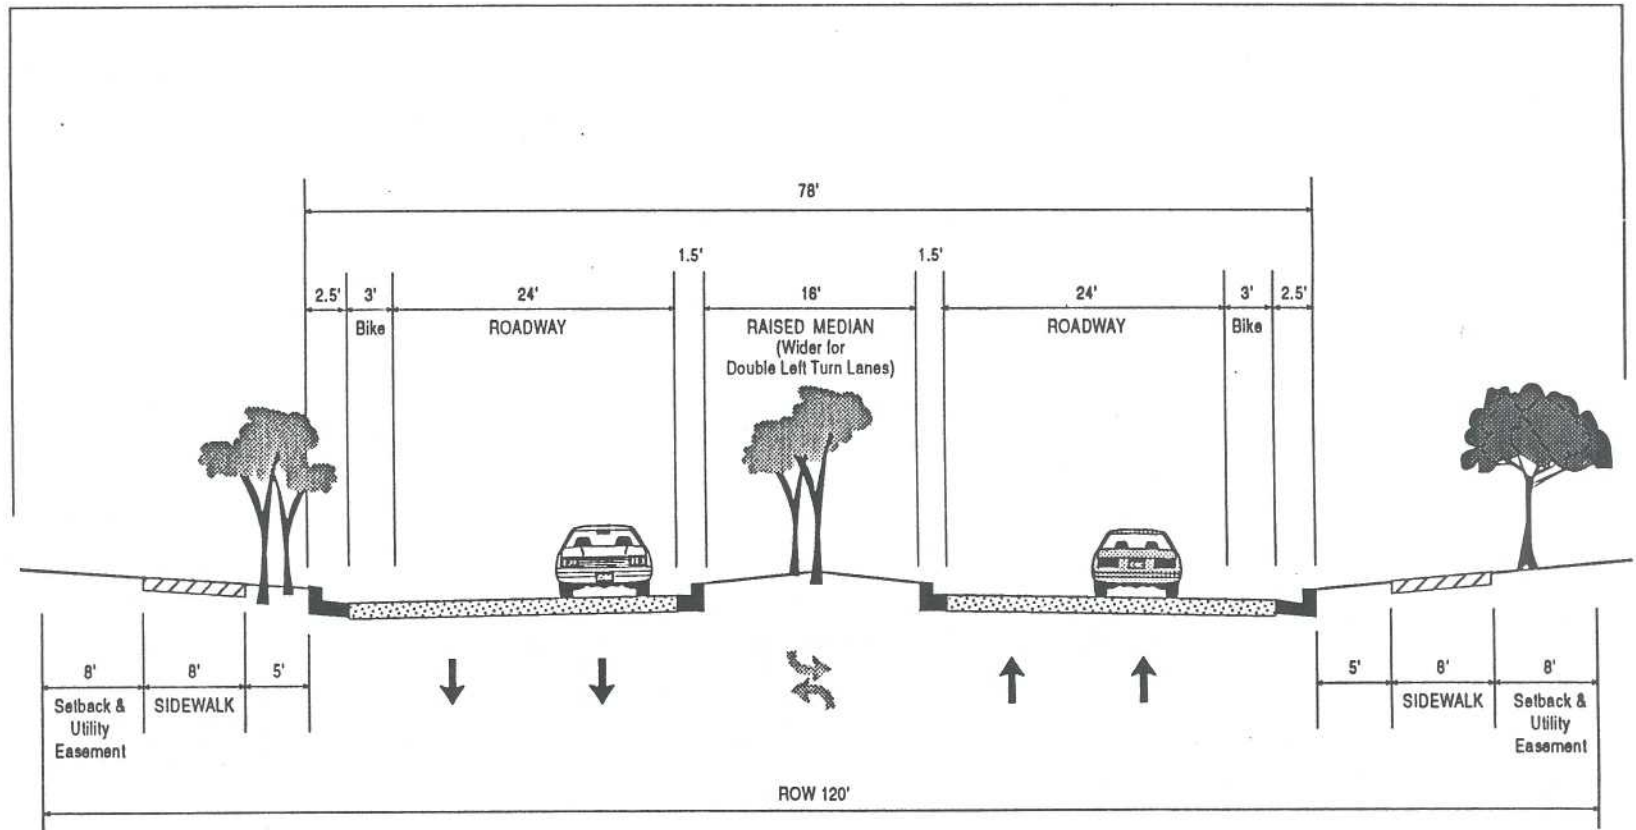 78'
1.5' 1.5'
2.5' 3' 24' 16' 24' 3' 2.5'
Bike ROADWAY RAISED MEDIAN ROADWAY Bike
(Wider for
Double Left Turn Lanes)
8' 8' 5' 5' 8' 8'
Setback & SIDEWALK SIDEWALK Setback &
Utility Utility
Easement Easement
ROW 120'